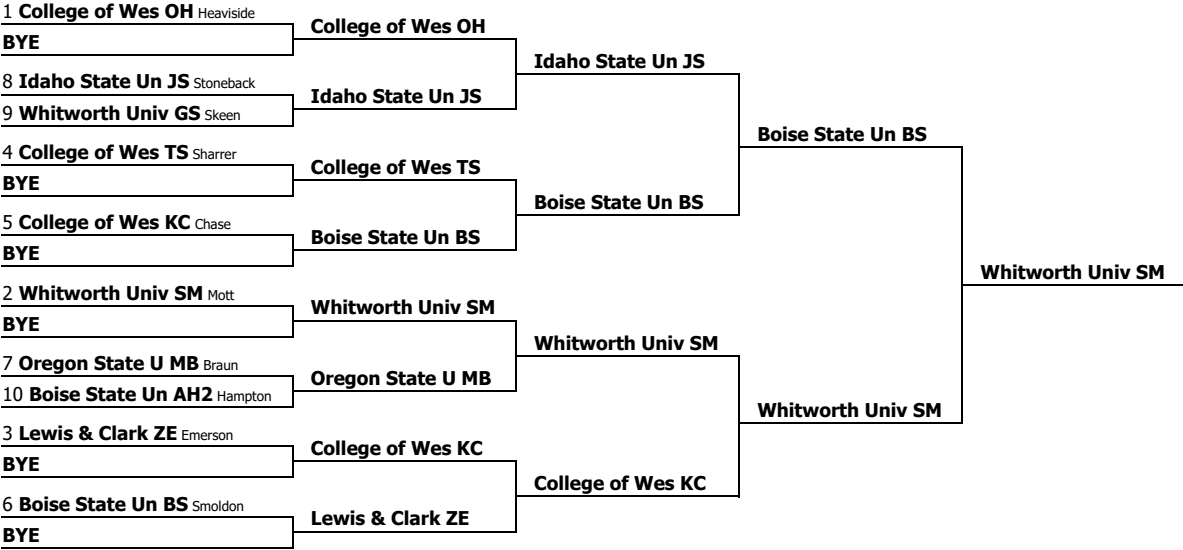 1 College of Wes OH Heaviside
BYE
8 Idaho State Un JS Stoneback
9 Whitworth Univ GS Skeen
4 College of Wes TS Sharrer
BYE
5 College of Wes KC Chase
BYE
2 Whitworth Univ SM Mott
BYE
7 Oregon State U MB Braun
10 Boise State Un AH2 Hampton
3 Lewis & Clark ZE Emerson
BYE
6 Boise State Un BS Smoldon
BYE
College of Wes OH
Idaho State Un JS
College of Wes TS
Boise State Un BS
Whitworth Univ SM
Oregon State U MB
College of Wes KC
Lewis & Clark ZE
Idaho State Un JS
Boise State Un BS
Whitworth Univ SM
College of Wes KC
Boise State Un BS
Whitworth Univ SM
Whitworth Univ SM